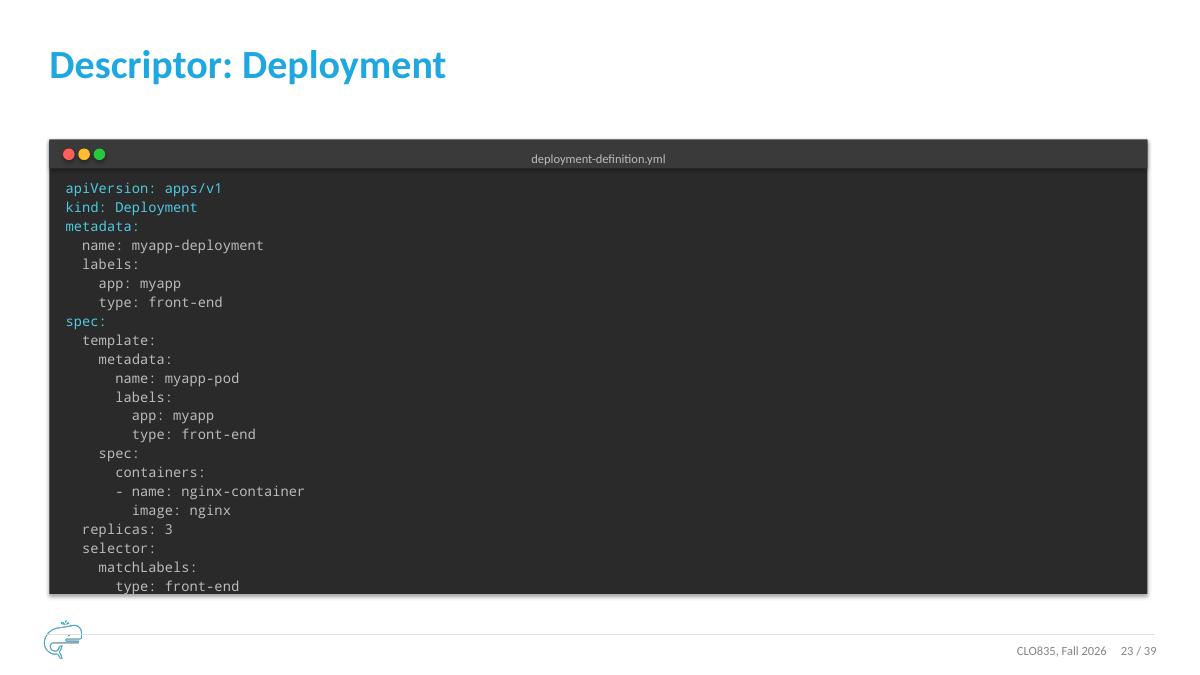 Descriptor: Deployment
deployment-definition.yml
apiVersion: apps/v1
kind: Deployment
metadata:
  name: myapp-deployment
  labels:
    app: myapp
    type: front-end
spec:
  template:
    metadata:
      name: myapp-pod
      labels:
        app: myapp
        type: front-end
    spec:
      containers:
      - name: nginx-container
        image: nginx
  replicas: 3
  selector:
    matchLabels:
      type: front-end
CLO835, Fall 2026 23 / 39